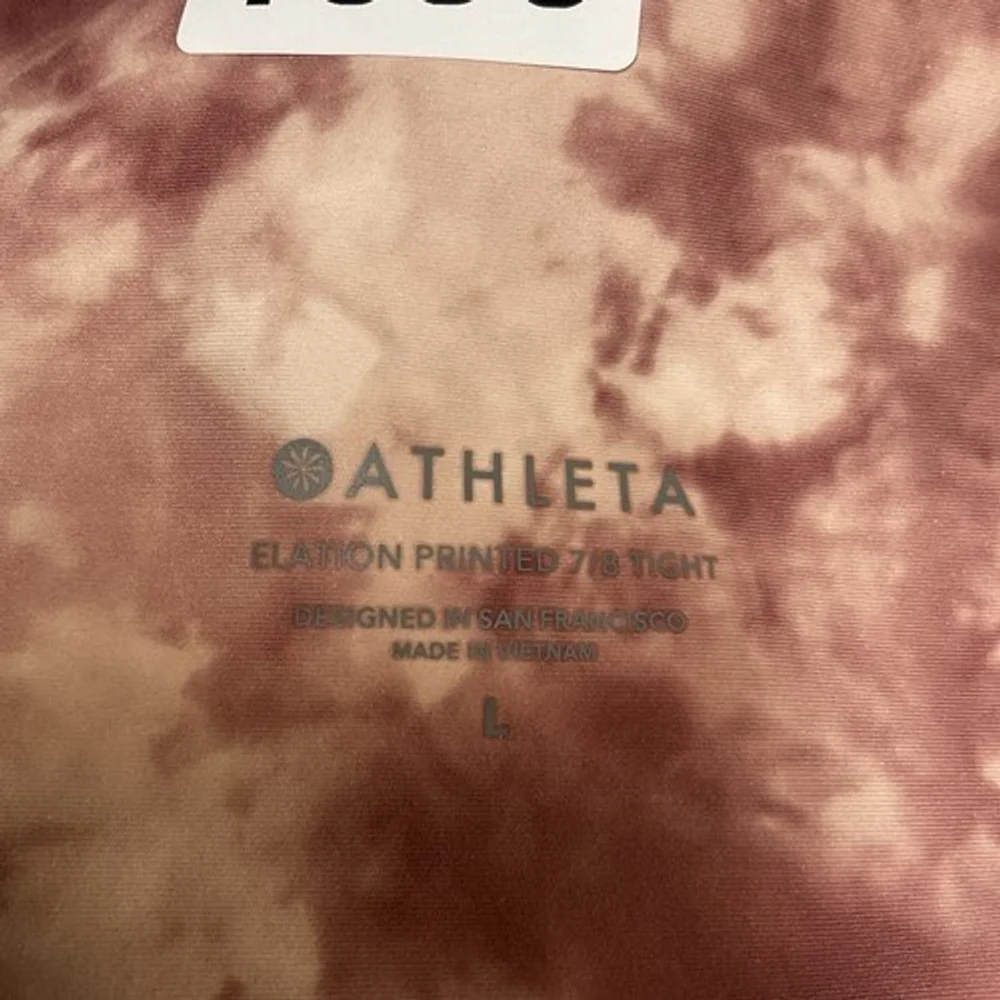 ATHLETA
ELATION PRINTED 7/8 TIGHT
DESIGNED IN SAN FRANCISCO
MADE IN VIETNAM
L